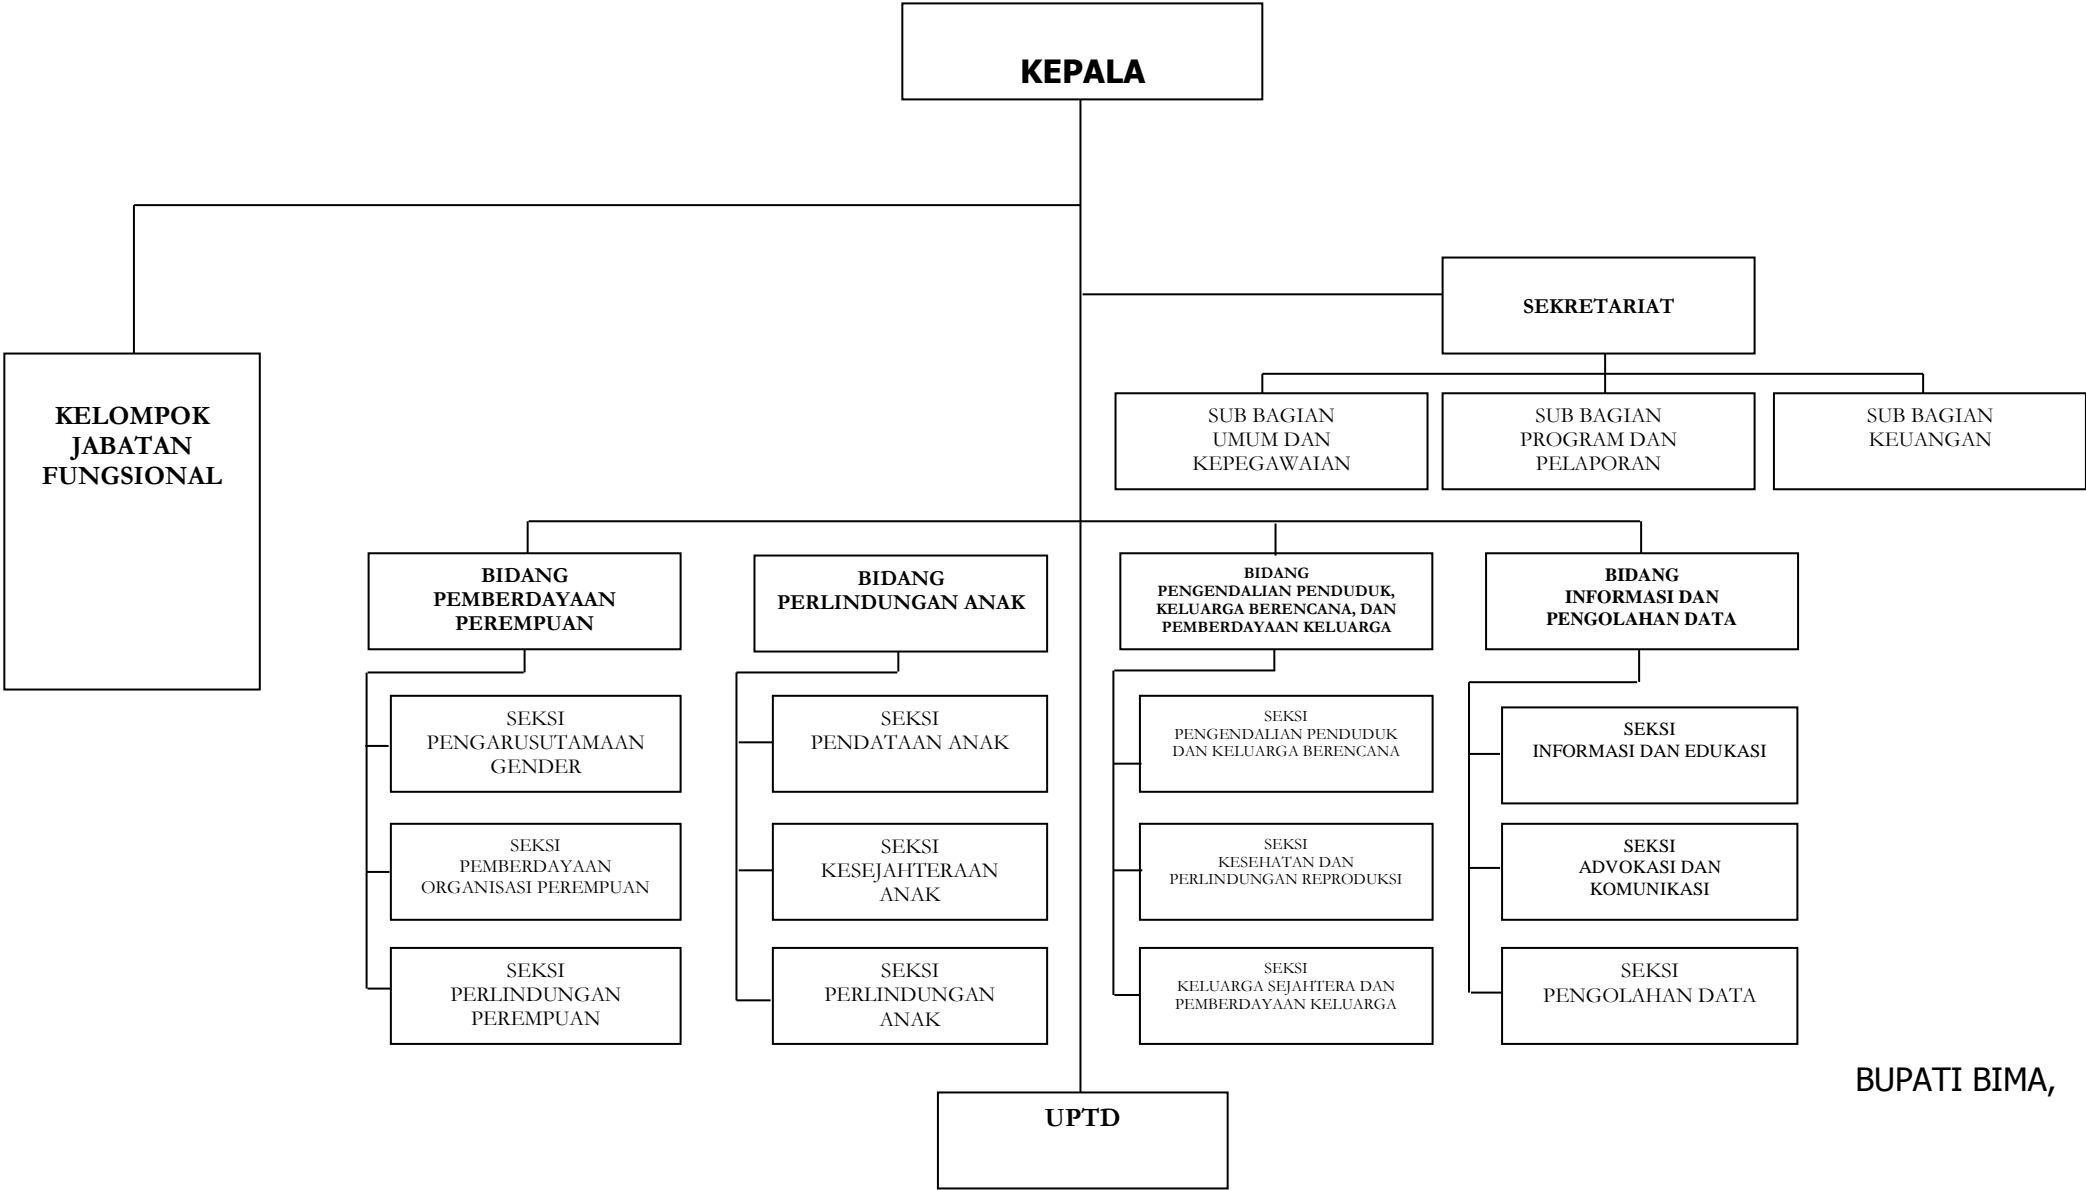 KEPALA
SEKRETARIAT
KELOMPOK
JABATAN
FUNGSIONAL
SUB BAGIAN
UMUM DAN
KEPEGAWAIAN
SUB BAGIAN
PROGRAM DAN
PELAPORAN
SUB BAGIAN
KEUANGAN
BIDANG
PEMBERDAYAAN
PEREMPUAN
BIDANG
PERLINDUNGAN ANAK
BIDANG
PENGENDALIAN PENDUDUK,
KELUARGA BERENCANA, DAN
PEMBERDAYAAN KELUARGA
BIDANG
INFORMASI DAN
PENGOLAHAN DATA
SEKSI
PENGARUSUTAMAAN
GENDER
SEKSI
PENDATAAN ANAK
SEKSI
PENGENDALIAN PENDUDUK
DAN KELUARGA BERENCANA
SEKSI
INFORMASI DAN EDUKASI
SEKSI
PEMBERDAYAAN
ORGANISASI PEREMPUAN
SEKSI
KESEJAHTERAAN
ANAK
SEKSI
KESEHATAN DAN
PERLINDUNGAN REPRODUKSI
SEKSI
ADVOKASI DAN
KOMUNIKASI
SEKSI
PERLINDUNGAN
PEREMPUAN
SEKSI
PERLINDUNGAN
ANAK
SEKSI
KELUARGA SEJAHTERA DAN
PEMBERDAYAAN KELUARGA
SEKSI
PENGOLAHAN DATA
BUPATI BIMA,
UPTD